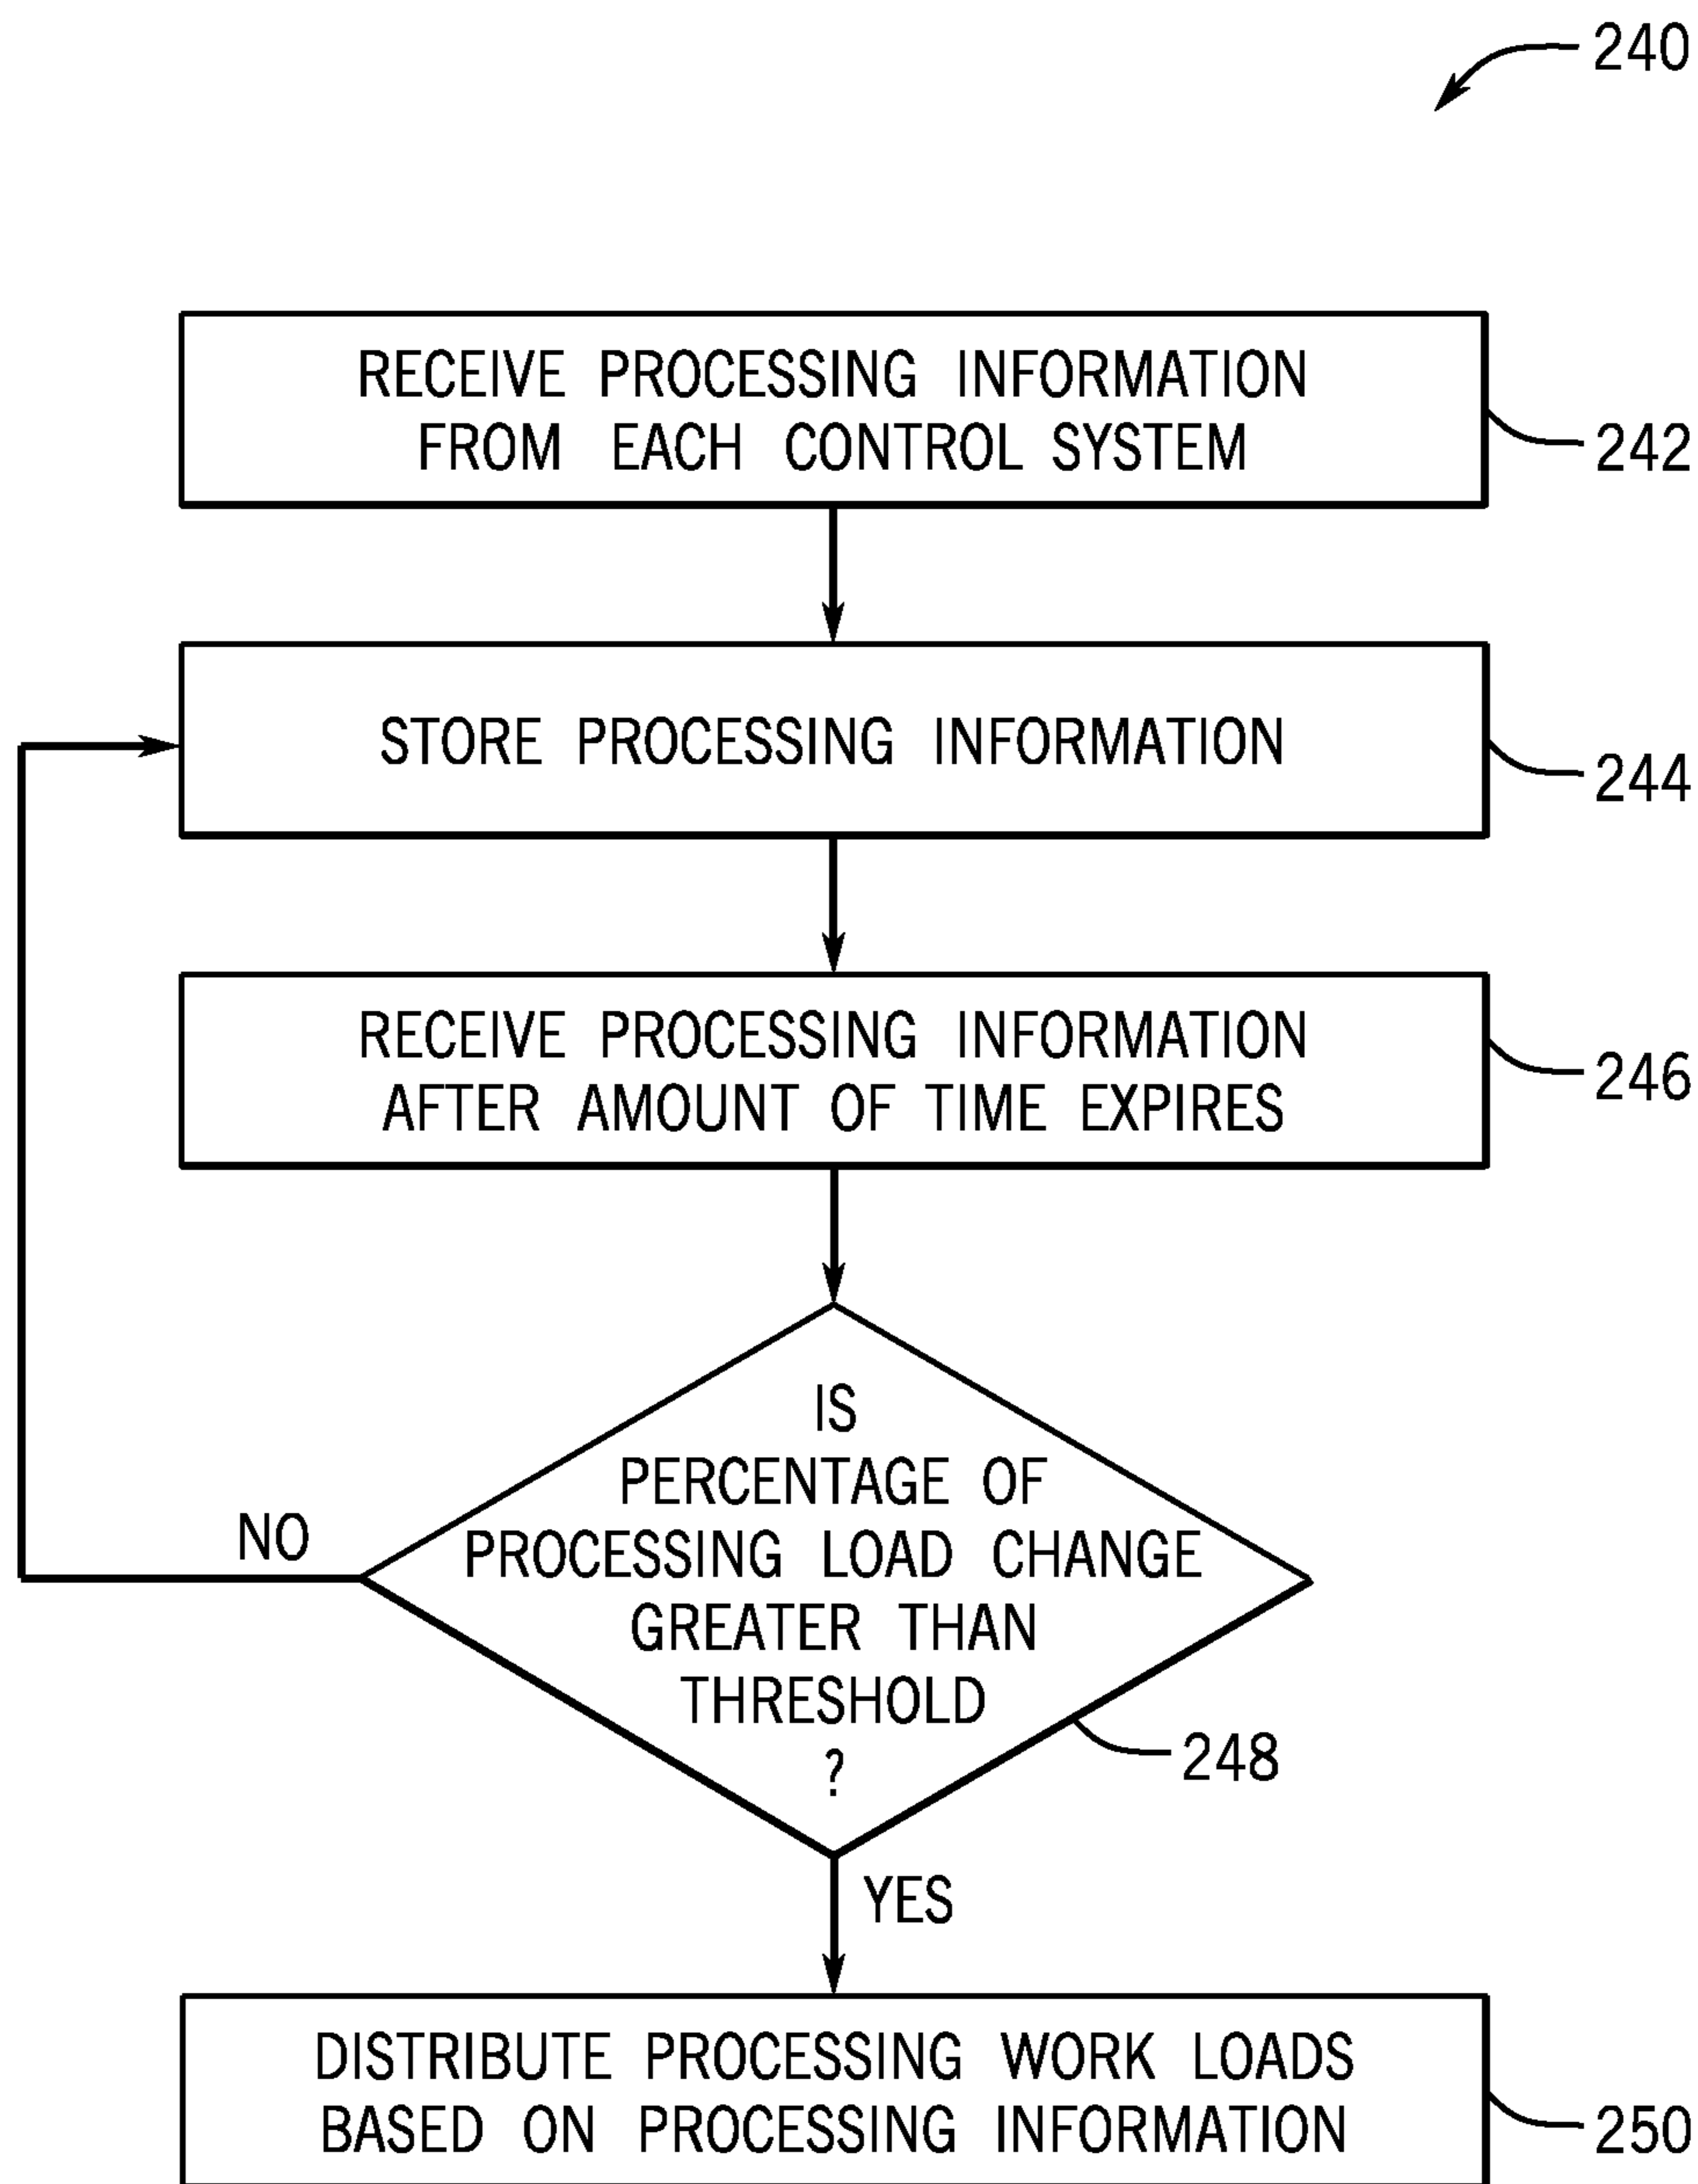 240
RECEIVE PROCESSING INFORMATION
FROM EACH CONTROL SYSTEM
242
STORE PROCESSING INFORMATION
244
RECEIVE PROCESSING INFORMATION
AFTER AMOUNT OF TIME EXPIRES
246
IS
PERCENTAGE OF
PROCESSING LOAD CHANGE
GREATER THAN
THRESHOLD
?
NO
248
YES
DISTRIBUTE PROCESSING WORK LOADS
BASED ON PROCESSING INFORMATION
250